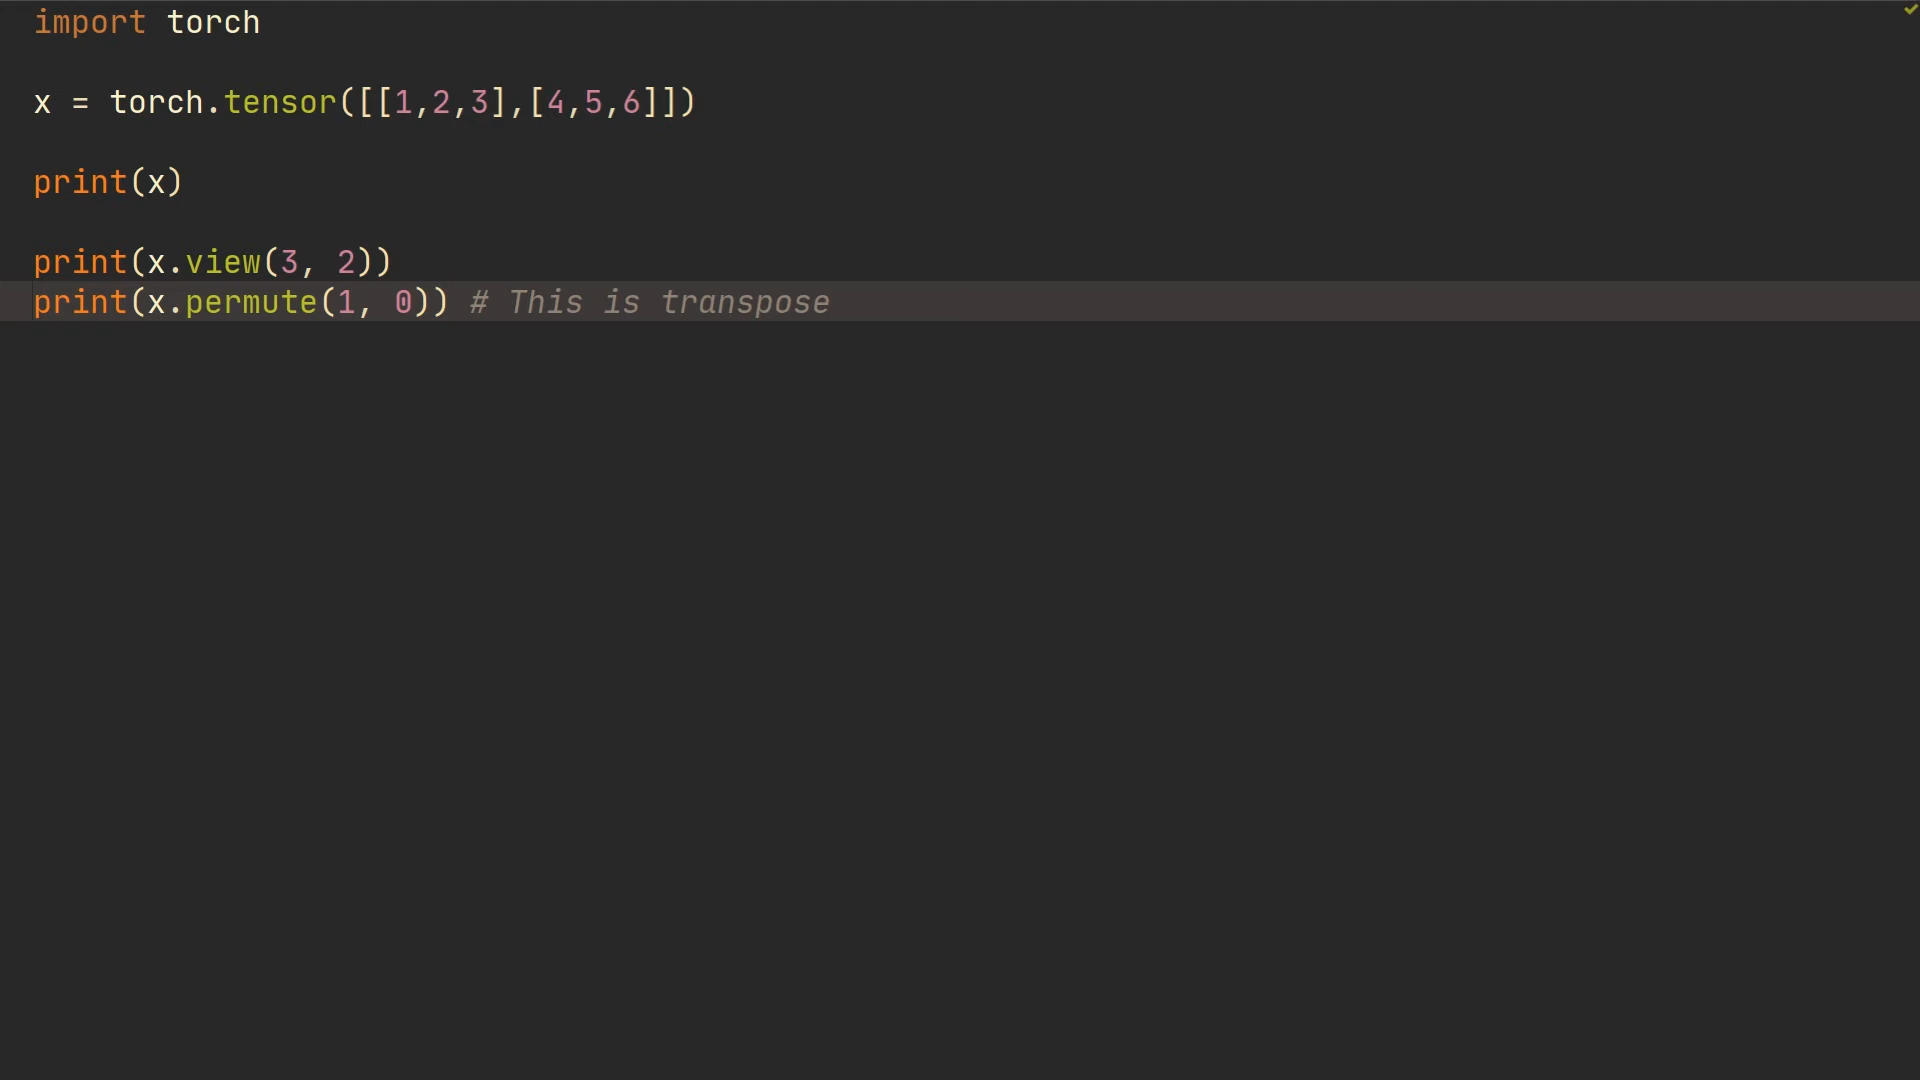 import torch
x = torch.tensor([[1,2,3],[4,5,6]])
print(x)
print(x.view(3, 2))
print(x.permute(1, 0)) # This is transpose